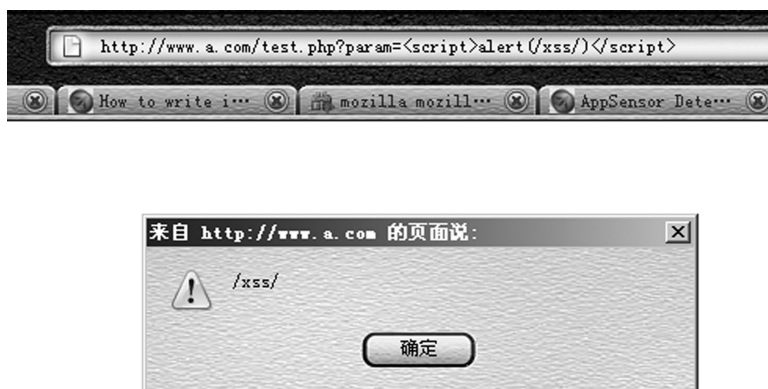 http://www.a.com/test.php?param=<script>alert(/xss/)</script>
How to write i… mozilla mozill… AppSensor Dete…
来自 http://www.a.com 的页面说:
/xss/
确定